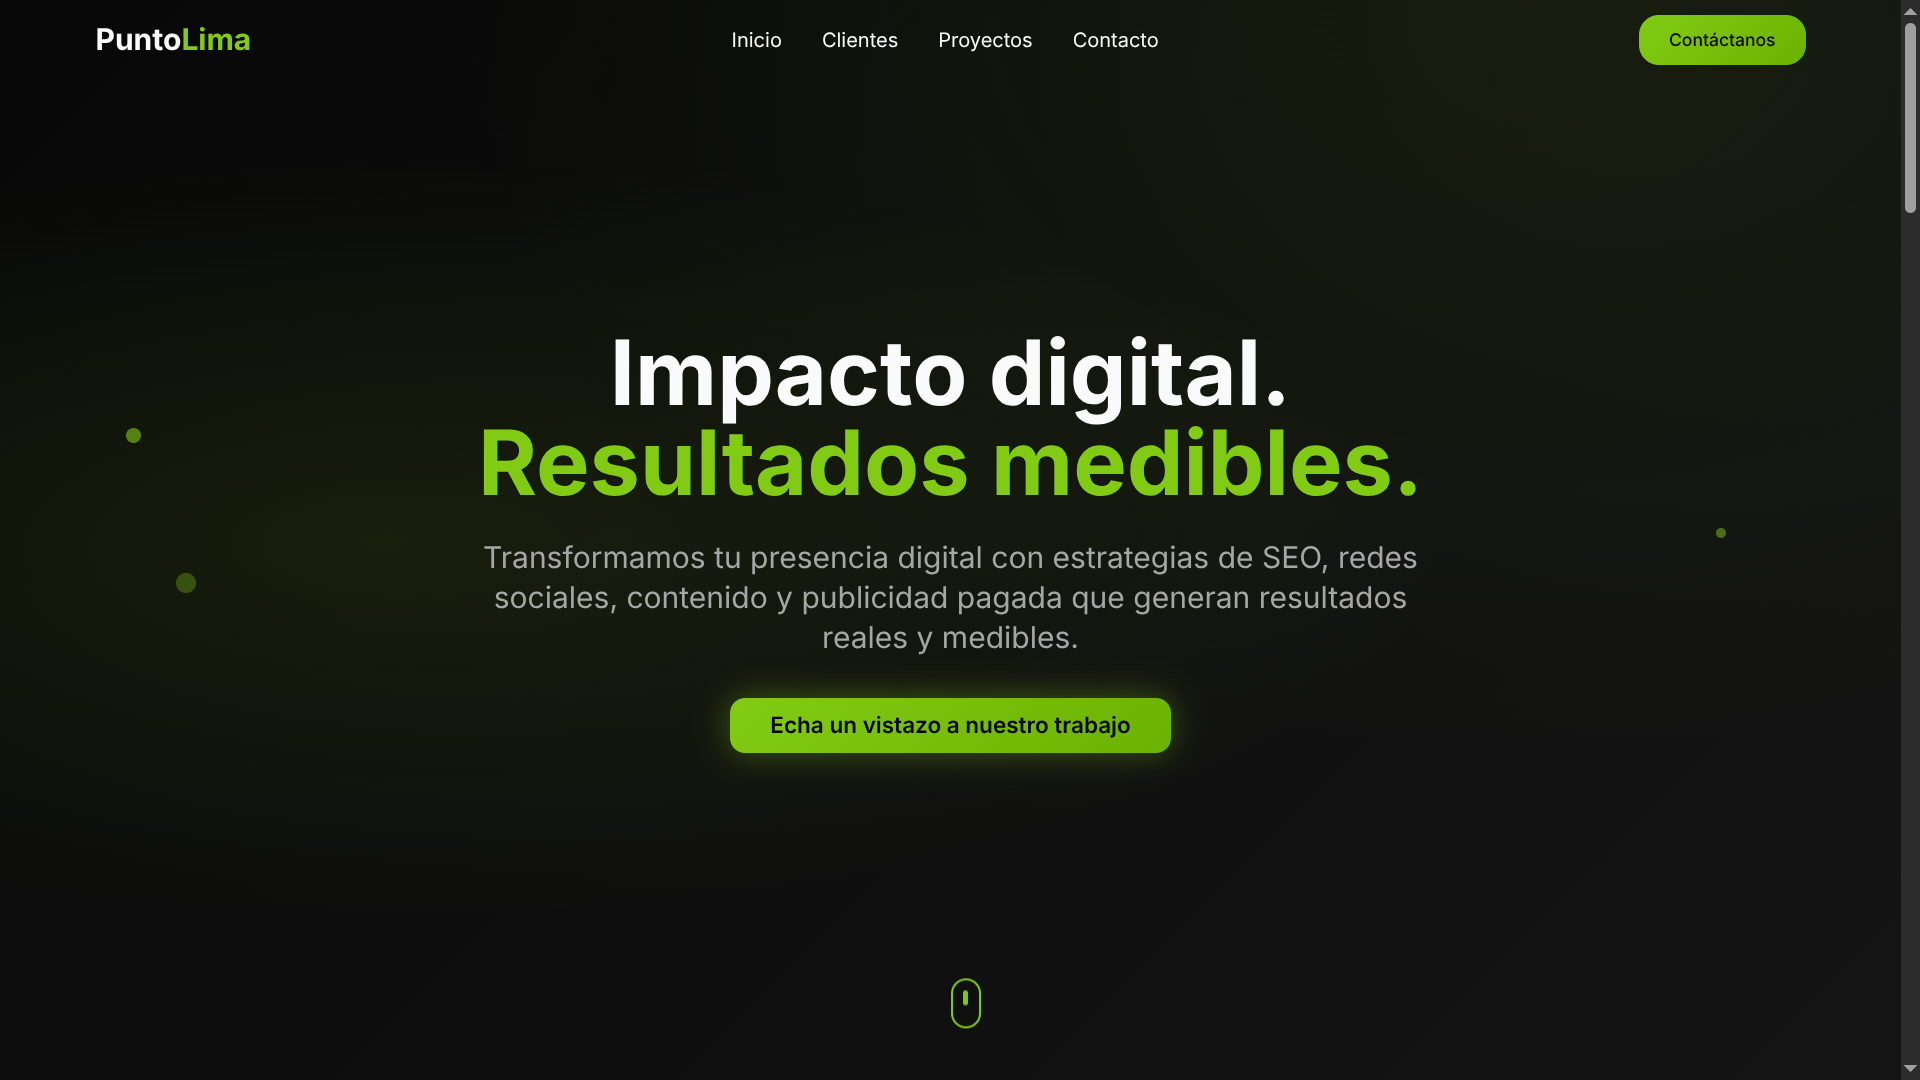 PuntoLima
Inicio
Clientes
Proyectos
Contacto
Contáctanos
Impacto digital.
Resultados medibles.
Transformamos tu presencia digital con estrategias de SEO, redes
sociales, contenido y publicidad pagada que generan resultados
reales y medibles.
Echa un vistazo a nuestro trabajo